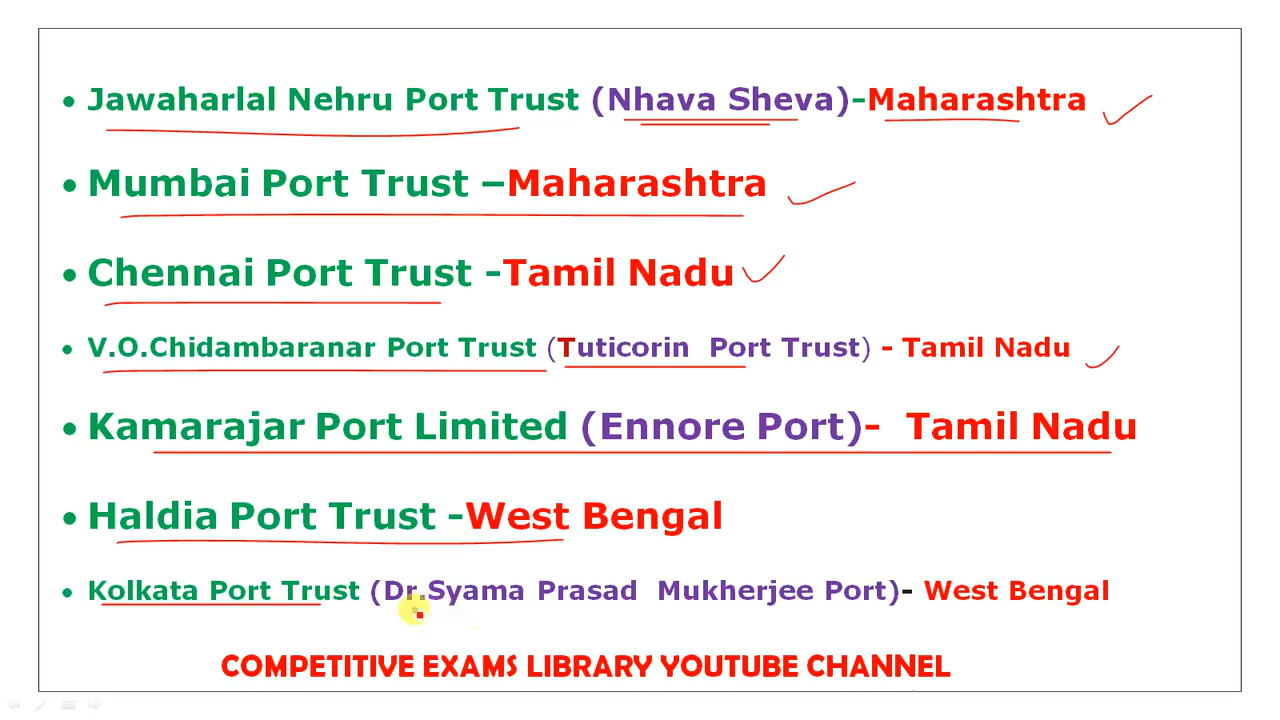 • Jawaharlal Nehru Port Trust (Nhava Sheva)-Maharashtra
• Mumbai Port Trust –Maharashtra
• Chennai Port Trust -Tamil Nadu
• V.O.Chidambaranar Port Trust (Tuticorin Port Trust) - Tamil Nadu
• Kamarajar Port Limited (Ennore Port)- Tamil Nadu
• Haldia Port Trust -West Bengal
• Kolkata Port Trust (Dr.Syama Prasad Mukherjee Port)- West Bengal
COMPETITIVE EXAMS LIBRARY YOUTUBE CHANNEL